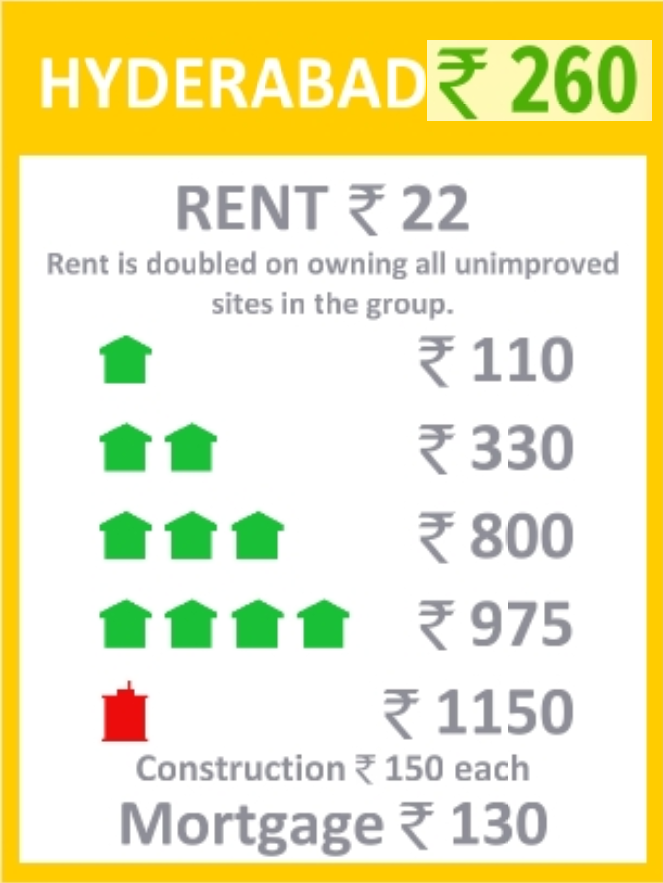 HYDERABAD ₹ 260
RENT ₹ 22
Rent is doubled on owning all unimproved
sites in the group.
₹ 110
₹ 330
₹ 800
₹ 975
₹ 1150
Construction ₹ 150 each
Mortgage ₹ 130